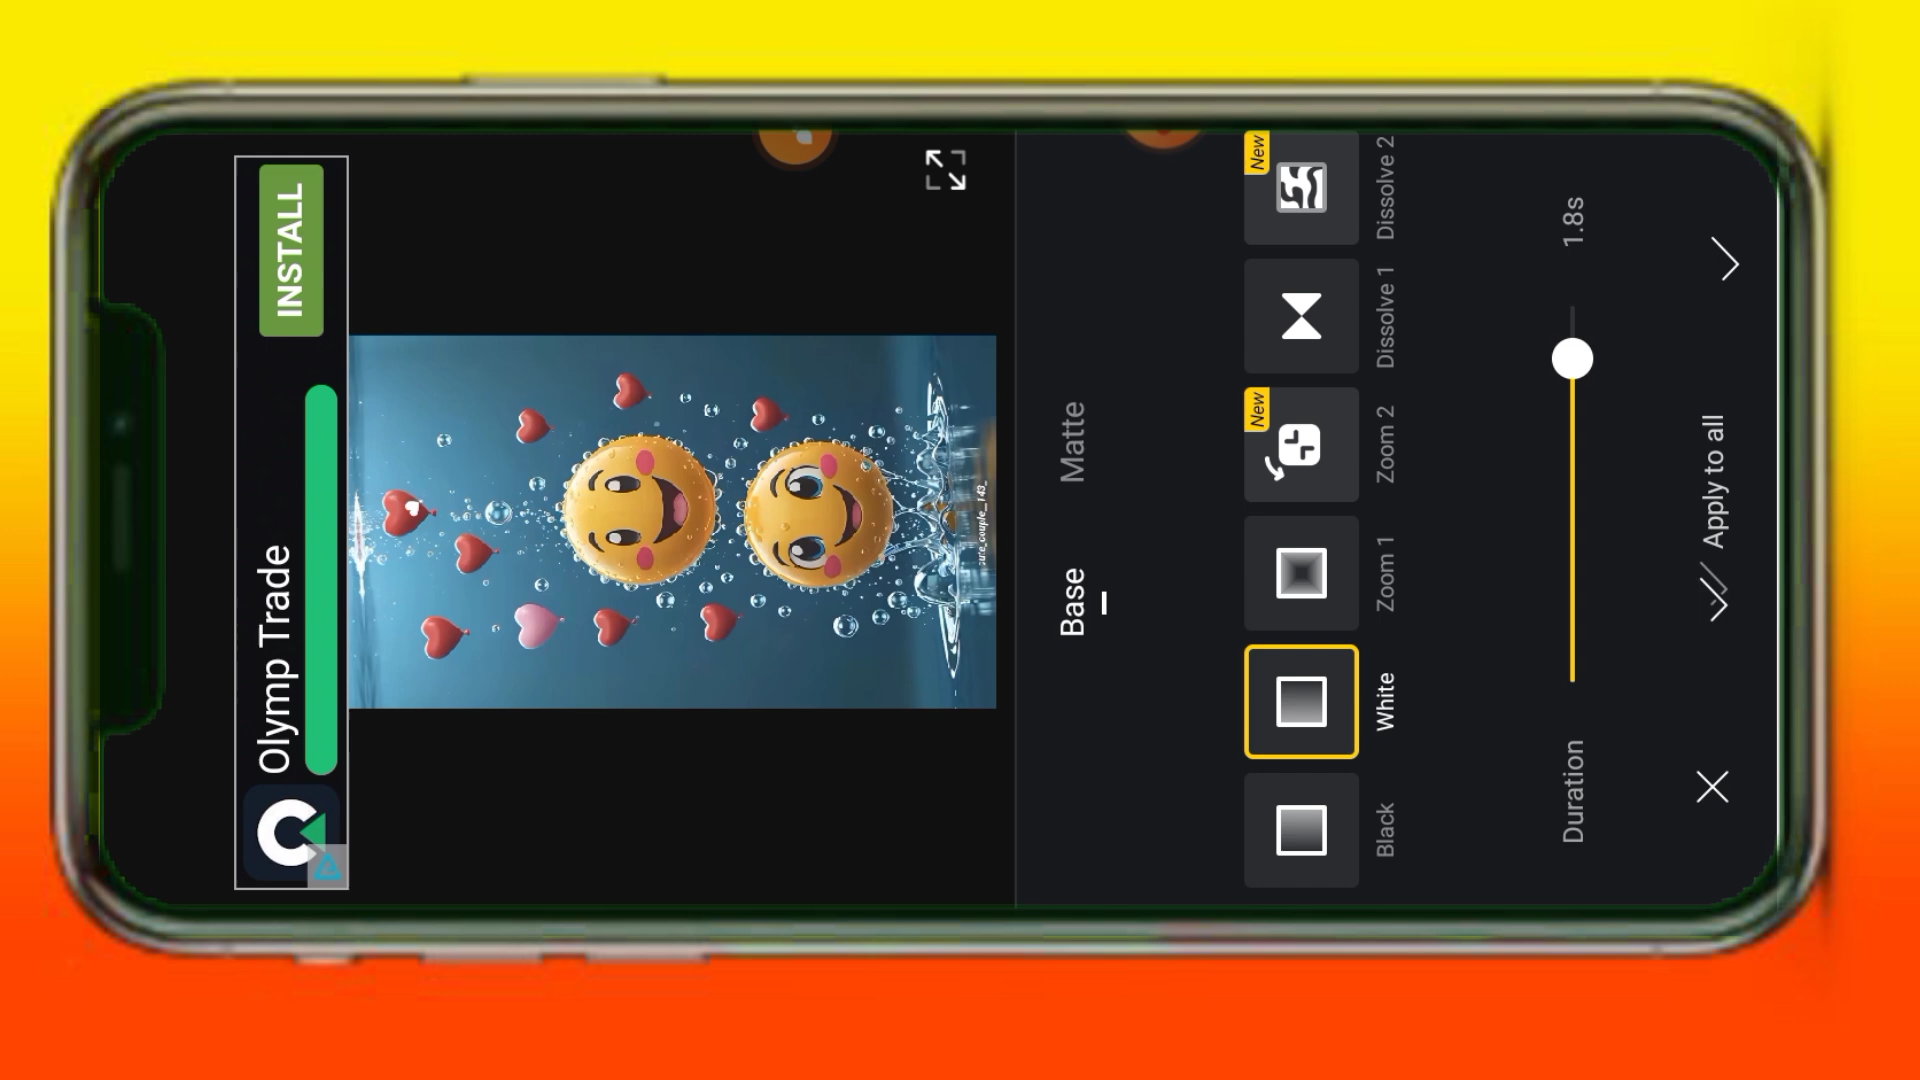 Olymp Trade
INSTALL
Base
Matte
Black
White
Zoom 1
New
Zoom 2
Dissolve 1
New
Dissolve 2
Duration
1.8s
Apply to all